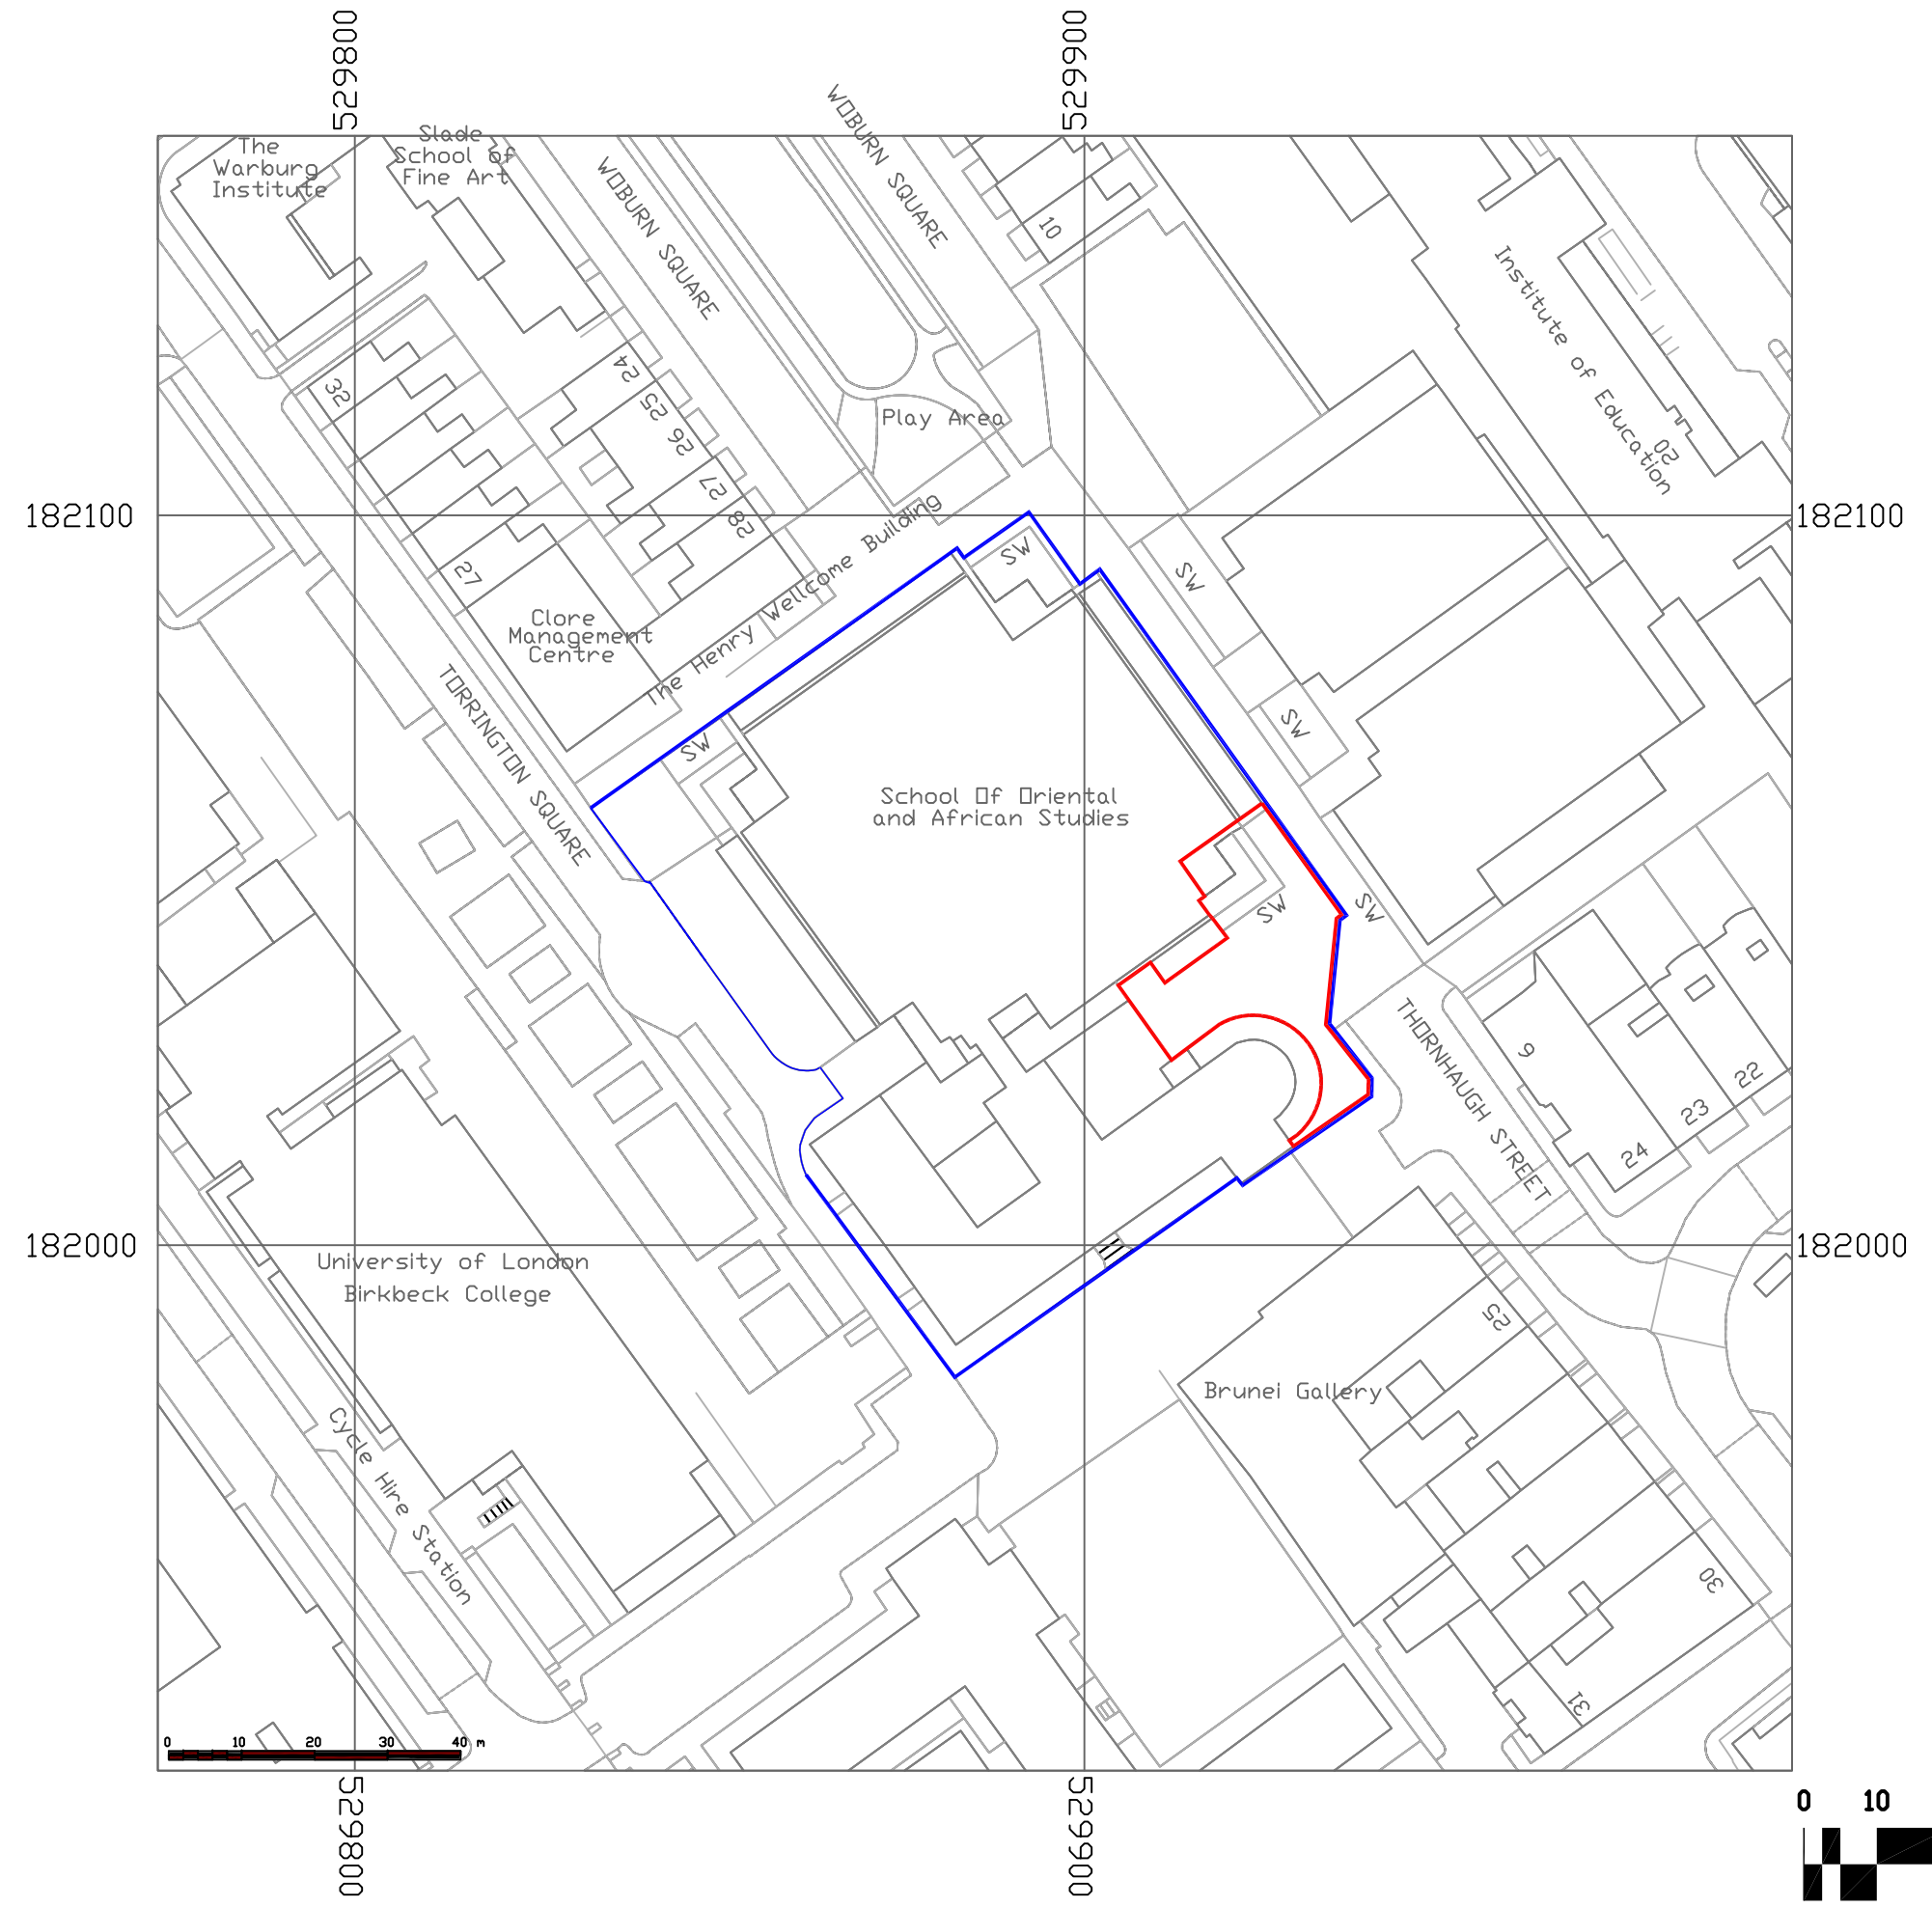 529800
529900
The
Warburg
Institute
Slade
School of
Fine Art
WOBURN SQUARE
WOBURN SQUARE
10
Institute of Education
20
32
24
25
26
27
28
Play Area
182100
182100
27
The Henry Wellcome Building
SW
SW
Clore
Management
Centre
TORRINGTON SQUARE
SW
SW
School Of Oriental
and African Studies
SW
SW
THORNHAUGH STREET
9
22
23
24
182000
182000
University of London
Birkbeck College
25
Brunei Gallery
Cycle Hire Station
30
31
0 10 20 30 40 m
529800
529900
0 10